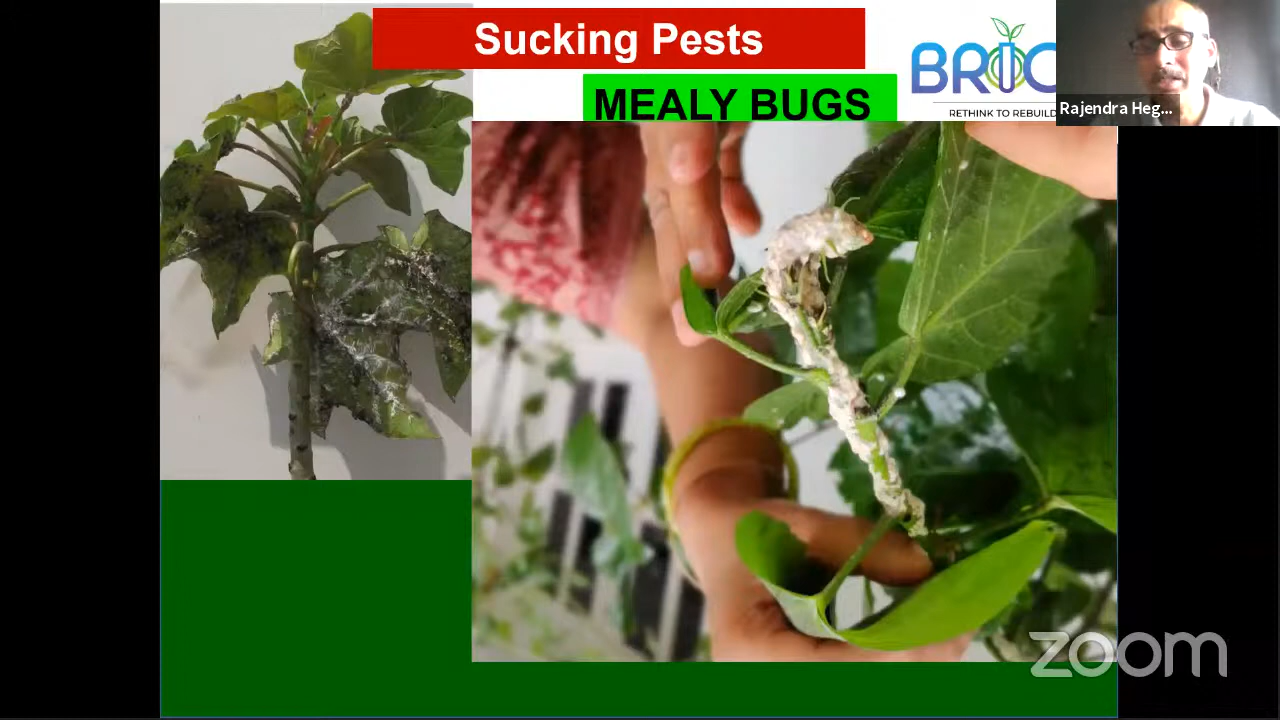 Sucking Pests
MEALY BUGS
BRIC
RETHINK TO REBUILD
Rajendra Heg...
zoom